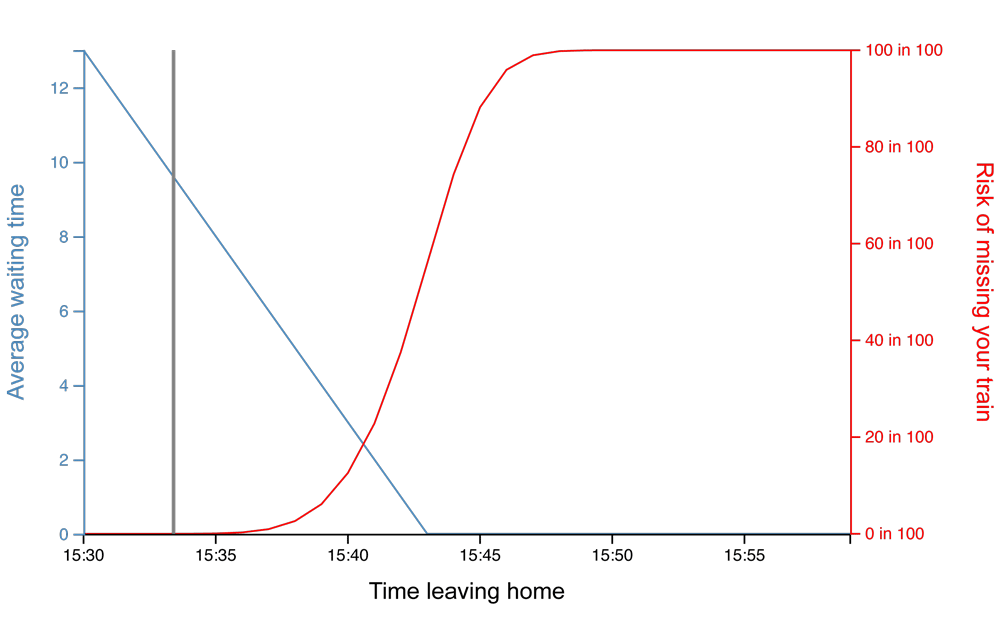 Average waiting time
12
10
8
6
4
2
0
15:30
15:35
15:40
15:45
15:50
15:55
Time leaving home
100 in 100
80 in 100
60 in 100
40 in 100
20 in 100
0 in 100
Risk of missing your train